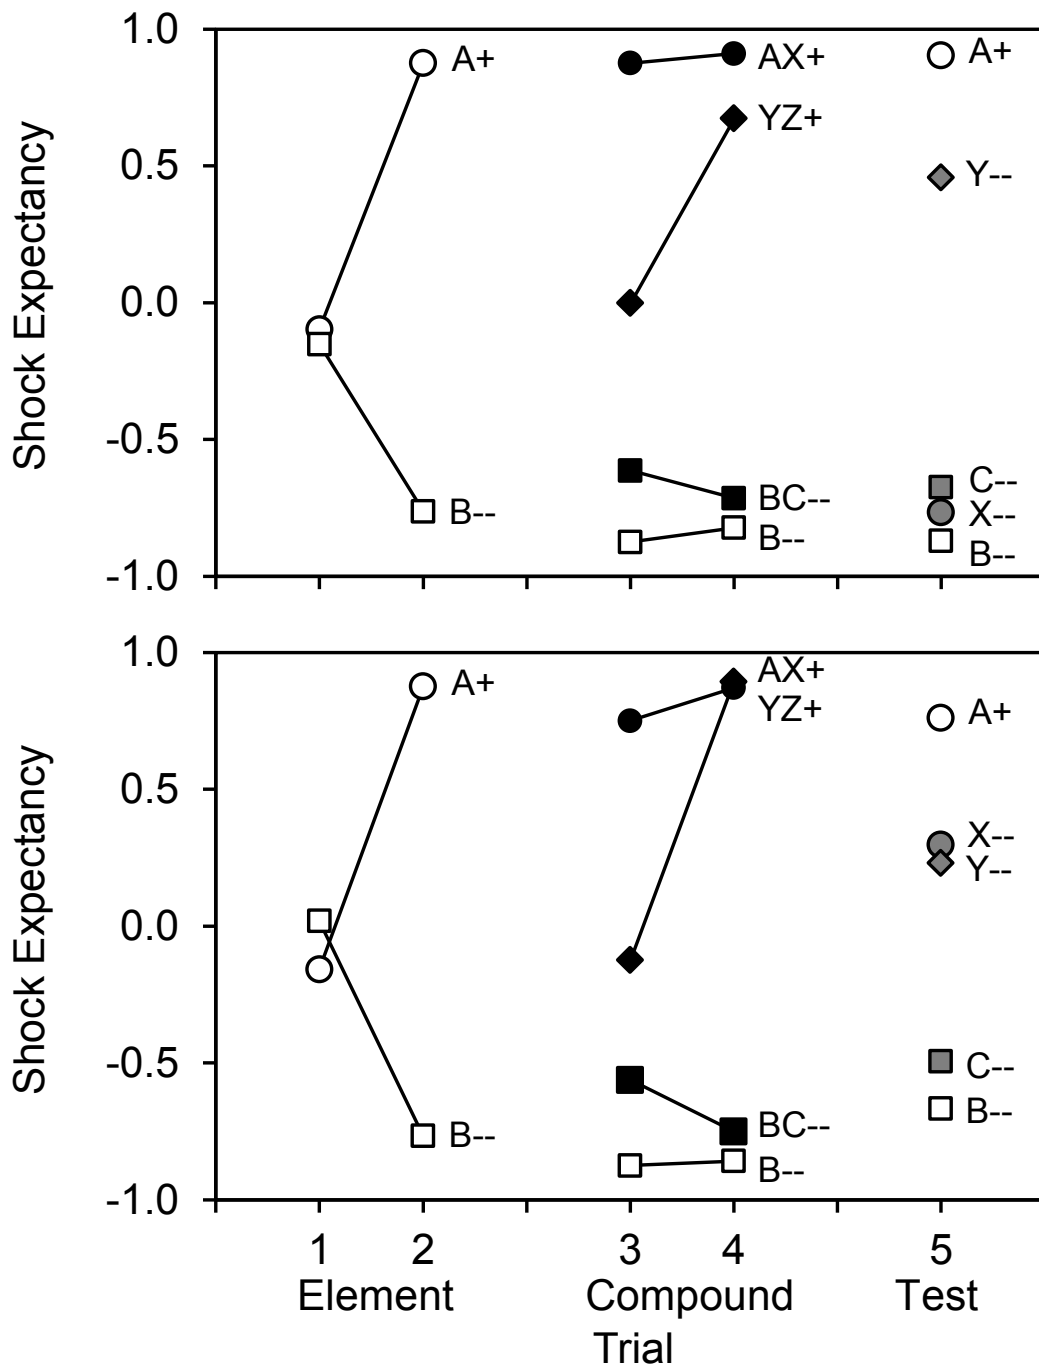 1.0
0.5
0.0
-0.5
-1.0
Shock Expectancy
A+
B--
AX+
YZ+
BC--
B--
A+
Y--
C--
X--
B--
1.0
0.5
0.0
-0.5
-1.0
Shock Expectancy
A+
B--
AX+
YZ+
BC--
B--
A+
X--
Y--
C--
B--
1 2 3 4 5
Element Compound Test
Trial